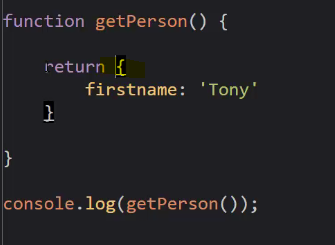 function getPerson() {
return {
firstname: 'Tony'
}
}
console.log(getPerson());